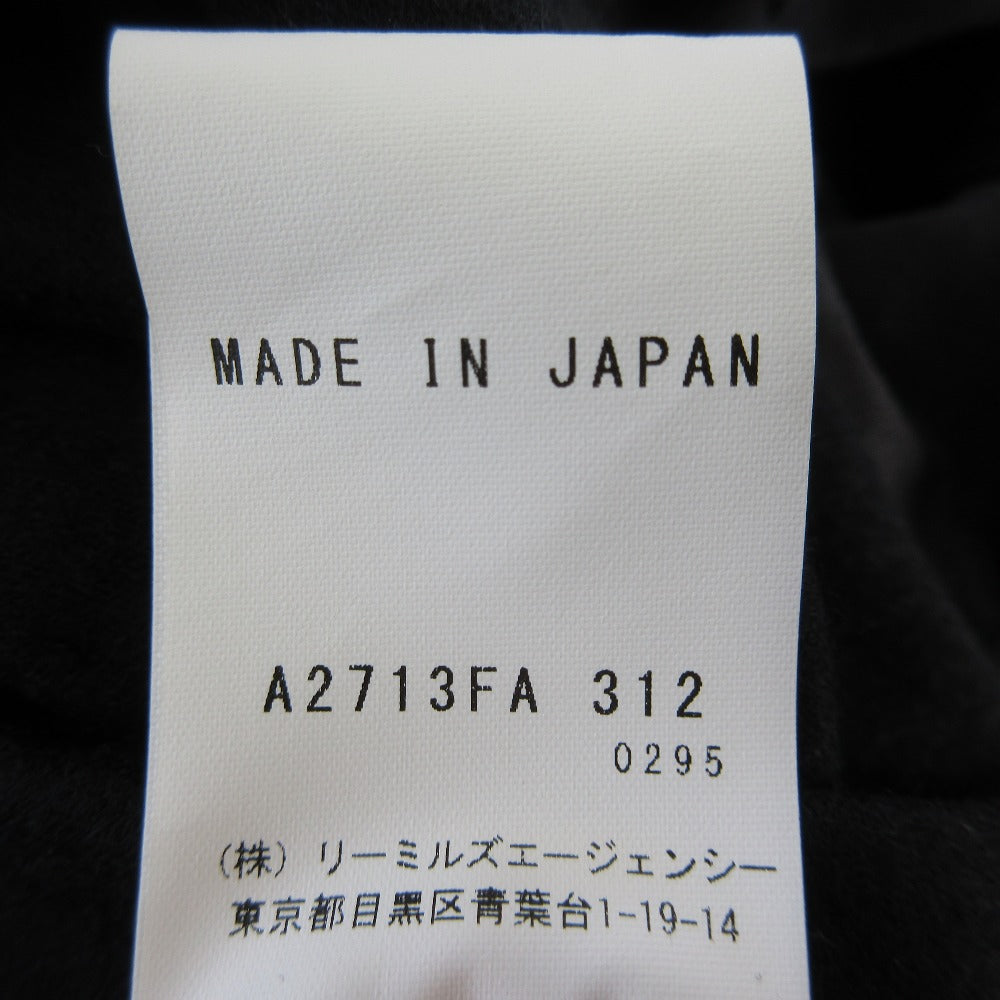 MADE IN JAPAN
A2713FA 312
0295
(株) リーミルズエージェンシー
東京都目黒区青葉台1-19-14